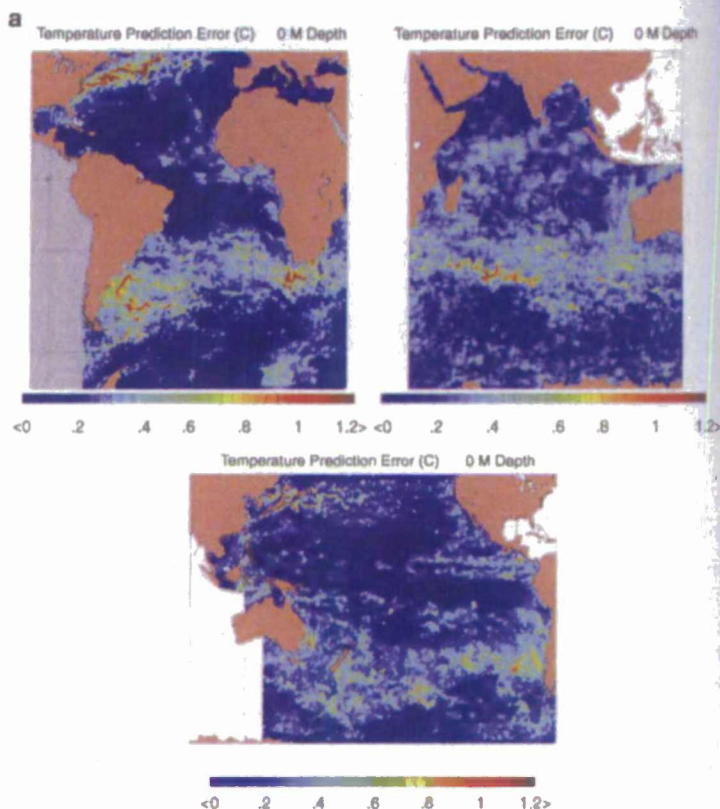 a
Temperature Prediction Error (C) 0 M Depth
Temperature Prediction Error (C) 0 M Depth
<0 .2 .4 .6 .8 1 1.2>
<0 .2 .4 .6 .8 1 1.2>
Temperature Prediction Error (C) 0 M Depth
<0 .2 .4 .6 .8 1 1.2>